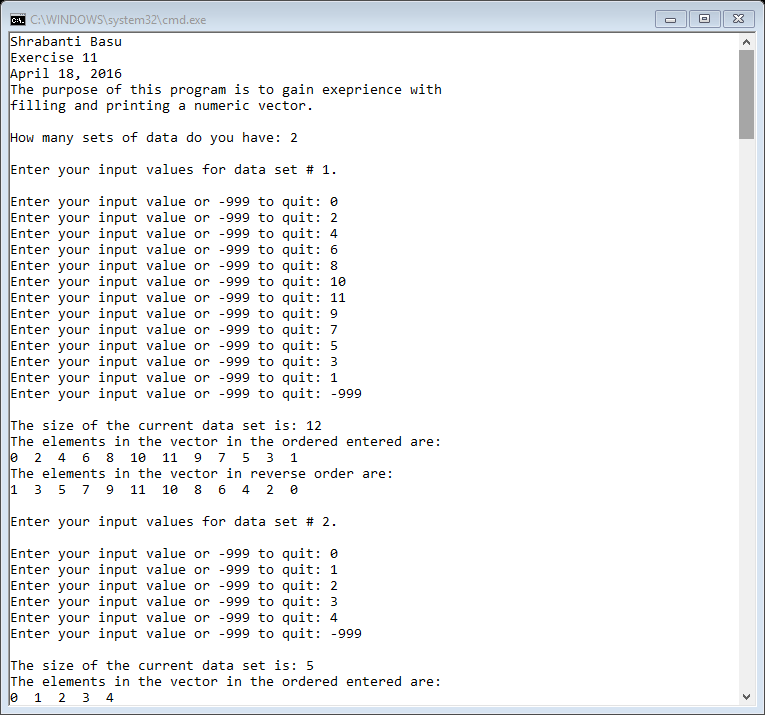 C:\WINDOWS\system32\cmd.exe
Shrabanti Basu
Exercise 11
April 18, 2016
The purpose of this program is to gain exeprience with
filling and printing a numeric vector.
How many sets of data do you have: 2
Enter your input values for data set # 1.
Enter your input value or -999 to quit: 0
Enter your input value or -999 to quit: 2
Enter your input value or -999 to quit: 4
Enter your input value or -999 to quit: 6
Enter your input value or -999 to quit: 8
Enter your input value or -999 to quit: 10
Enter your input value or -999 to quit: 11
Enter your input value or -999 to quit: 9
Enter your input value or -999 to quit: 7
Enter your input value or -999 to quit: 5
Enter your input value or -999 to quit: 3
Enter your input value or -999 to quit: 1
Enter your input value or -999 to quit: -999
The size of the current data set is: 12
The elements in the vector in the ordered entered are:
0  2  4  6  8  10  11  9  7  5  3  1
The elements in the vector in reverse order are:
1  3  5  7  9  11  10  8  6  4  2  0
Enter your input values for data set # 2.
Enter your input value or -999 to quit: 0
Enter your input value or -999 to quit: 1
Enter your input value or -999 to quit: 2
Enter your input value or -999 to quit: 3
Enter your input value or -999 to quit: 4
Enter your input value or -999 to quit: -999
The size of the current data set is: 5
The elements in the vector in the ordered entered are:
0  1  2  3  4